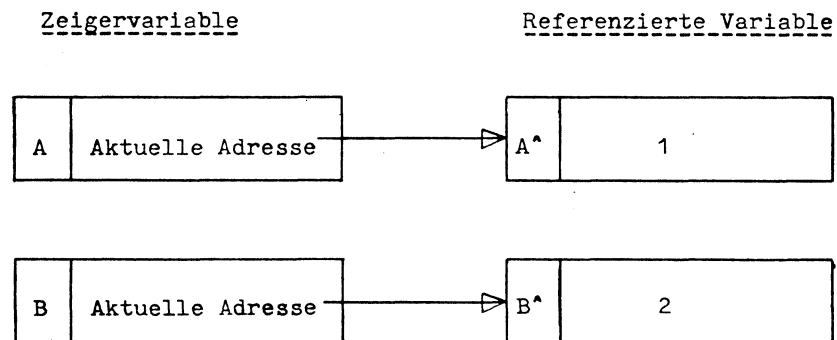 Zeigervariable Referenzierte Variable
A Aktuelle Adresse A^ 1
B Aktuelle Adresse B^ 2